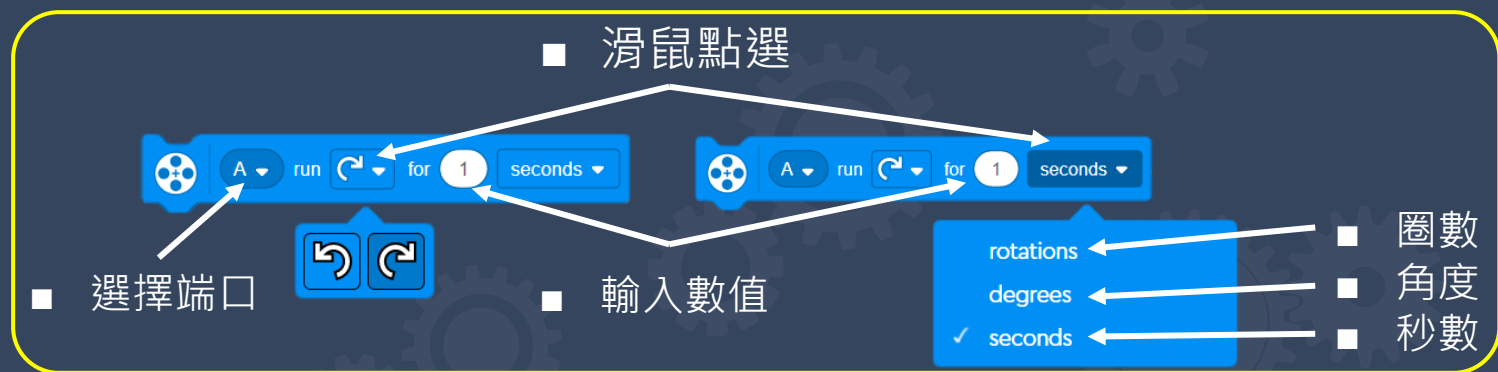 ■ 滑鼠點選
A run for 1 seconds
A run for 1 seconds
■ 選擇端口
■ 輸入數值
rotations
degrees
✓ seconds
■ 圈數
■ 角度
■ 秒數